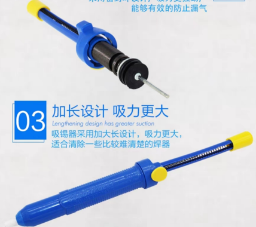 能够有效的防止漏气
03
加长设计 吸力更大
Lengthening design has greater suction
吸锡器采用加大长设计，吸力更大，
适合清除一些比较难清楚的焊器